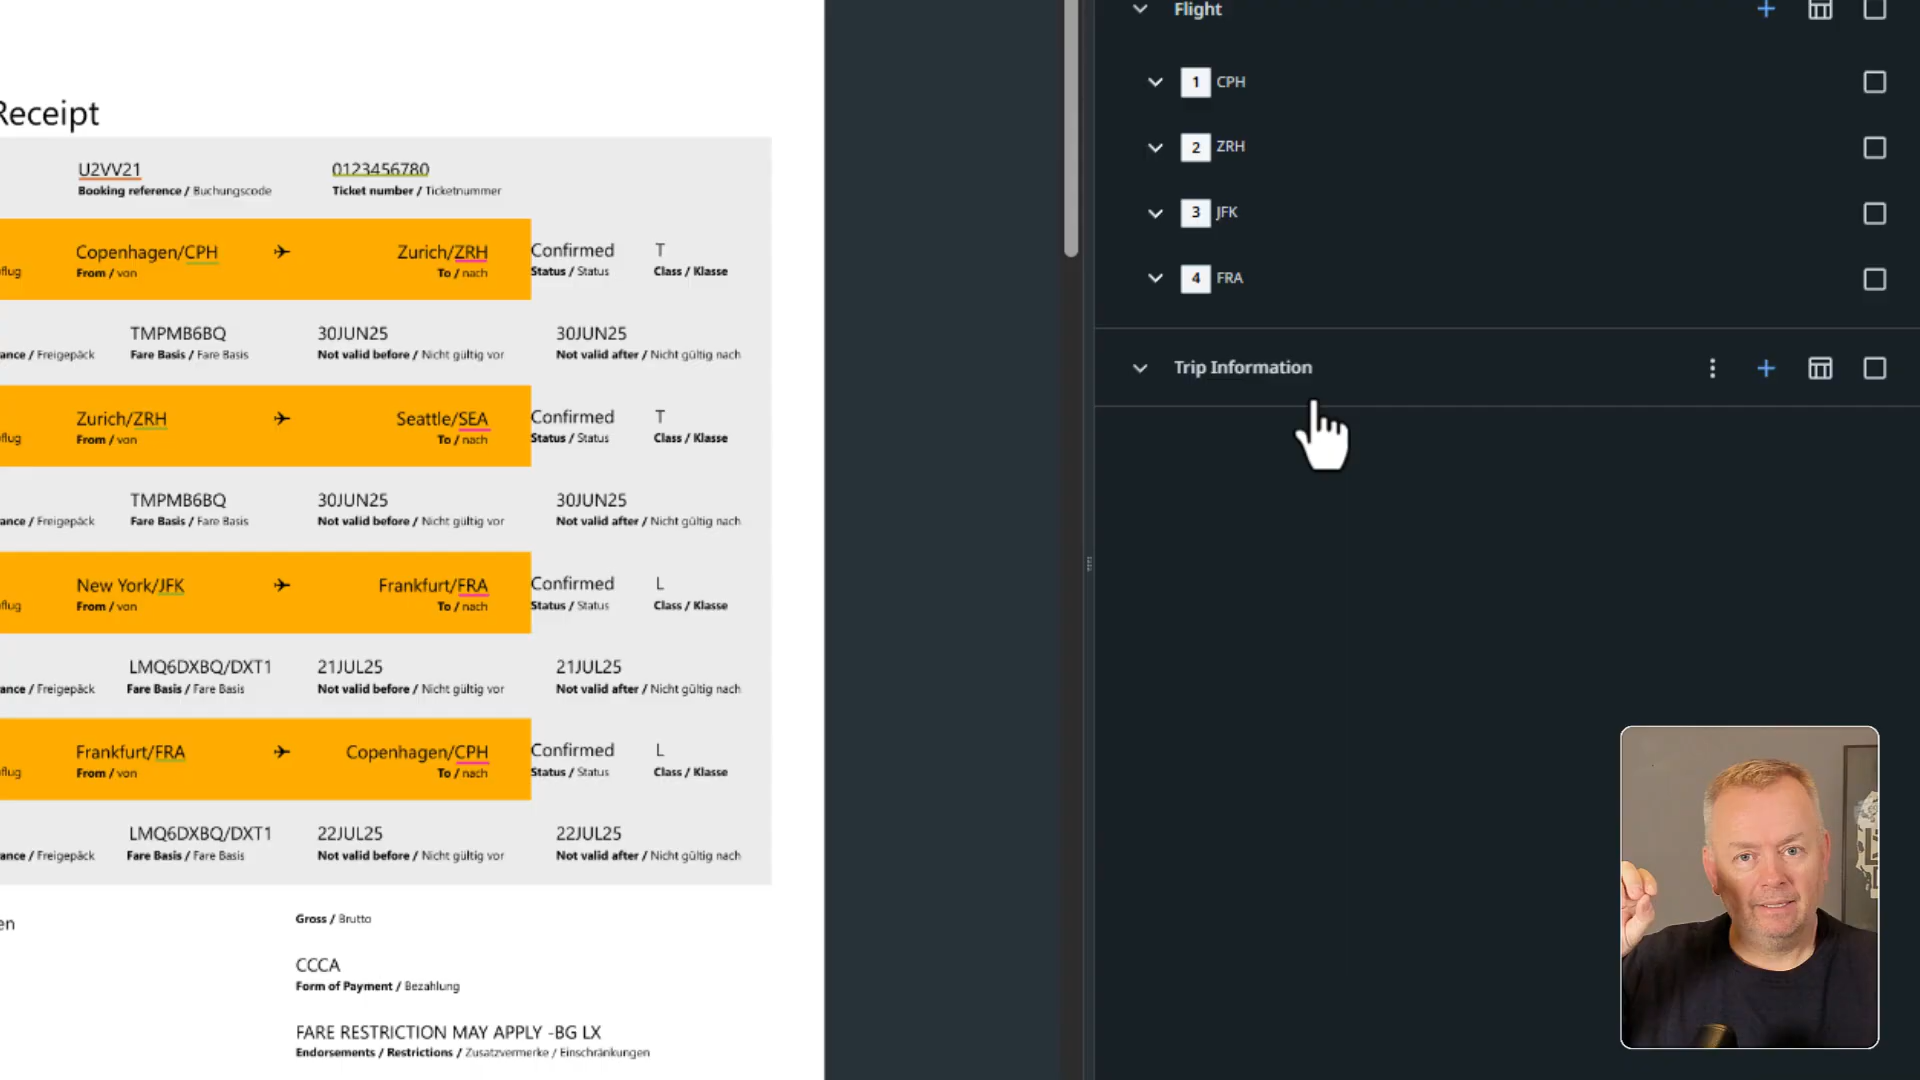 Receipt
U2VV21
0123456780
Booking reference / Buchungscode
Ticket number / Ticketnummer
Copenhagen/CPH
Zurich/ZRH
Confirmed
T
flug
From / von
To / nach
Status / Status
Class / Klasse
TMPMB6BQ
30JUN25
30JUN25
ance / Freigepäck
Fare Basis / Fare Basis
Not valid before / Nicht gültig vor
Not valid after / Nicht gültig nach
Zurich/ZRH
Seattle/SEA
Confirmed
T
flug
From / von
To / nach
Status / Status
Class / Klasse
TMPMB6BQ
30JUN25
30JUN25
ance / Freigepäck
Fare Basis / Fare Basis
Not valid before / Nicht gültig vor
Not valid after / Nicht gültig nach
New York/JFK
Frankfurt/FRA
Confirmed
L
flug
From / von
To / nach
Status / Status
Class / Klasse
LMQ6DXBQ/DXT1
21JUL25
21JUL25
ance / Freigepäck
Fare Basis / Fare Basis
Not valid before / Nicht gültig vor
Not valid after / Nicht gültig nach
Frankfurt/FRA
Copenhagen/CPH
Confirmed
L
flug
From / von
To / nach
Status / Status
Class / Klasse
LMQ6DXBQ/DXT1
22JUL25
22JUL25
ance / Freigepäck
Fare Basis / Fare Basis
Not valid before / Nicht gültig vor
Not valid after / Nicht gültig nach
en
Gross / Brutto
CCCA
Form of Payment / Bezahlung
FARE RESTRICTION MAY APPLY -BG LX
Endorsements / Restrictions / Zusatzvermerke / Einschränkungen
Flight
1 CPH
2 ZRH
3 JFK
4 FRA
Trip Information